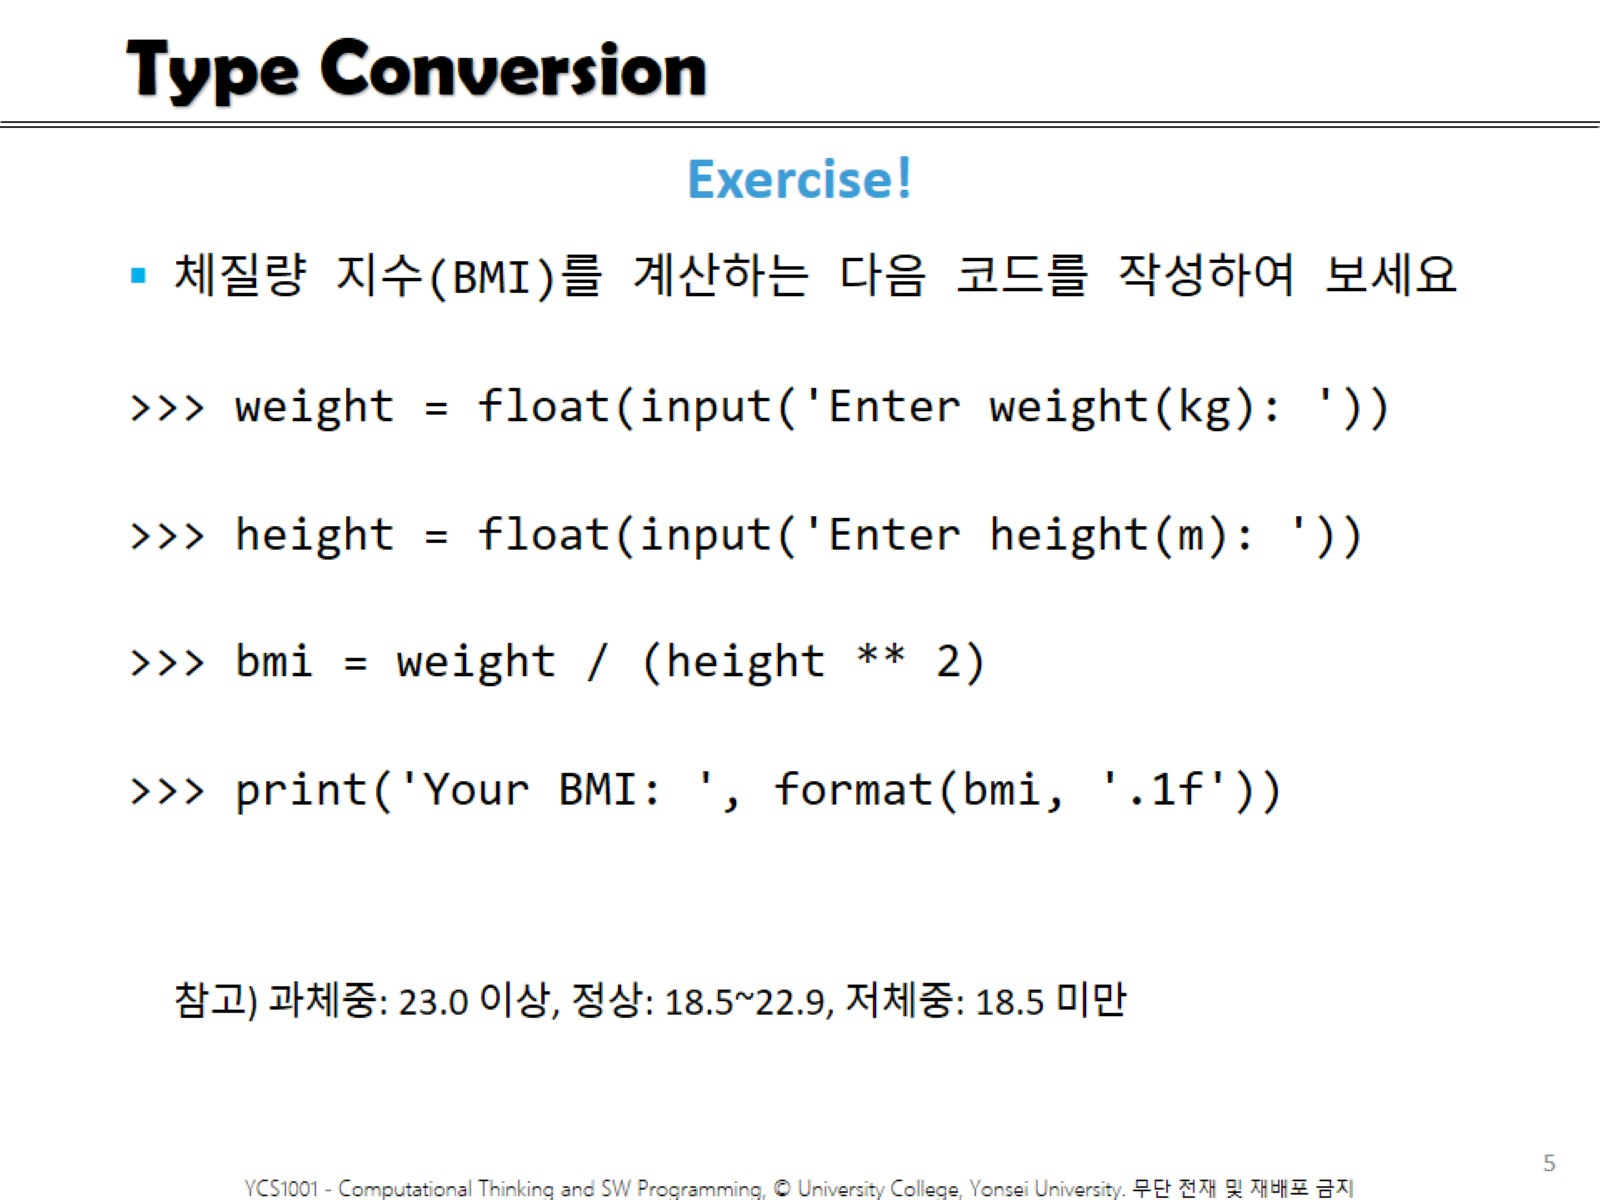 Type Conversion
Exercise!
▪ 체질량 지수(BMI)를 계산하는 다음 코드를 작성하여 보세요
>>> weight = float(input('Enter weight(kg): '))
>>> height = float(input('Enter height(m): '))
>>> bmi = weight / (height ** 2)
>>> print('Your BMI: ', format(bmi, '.1f'))
참고) 과체중: 23.0 이상, 정상: 18.5~22.9, 저체중: 18.5 미만
5
YCS1001 - Computational Thinking and SW Programming, © University College, Yonsei University. 무단 전재 및 재배포 금지